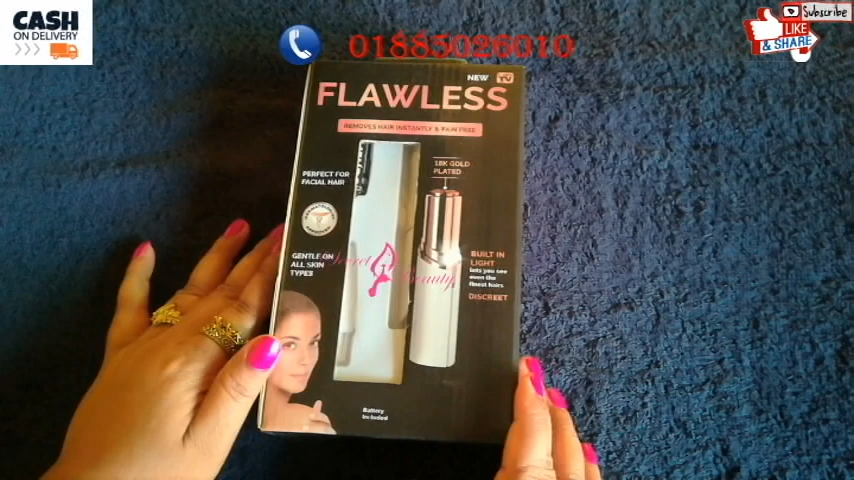 CASH
ON DELIVERY
01885026010
Subscribe
LIKE
& SHARE
NEW
TV
FLAWLESS
REMOVES HAIR INSTANTLY & PAIN FREE
18K GOLD
PLATED
PERFECT FOR
FACIAL HAIR
GENTLE ON
ALL SKIN
TYPES
Secret Beauty
BUILT IN
LIGHT
lets you see
even the
finest hairs
DISCREET
Battery
Included